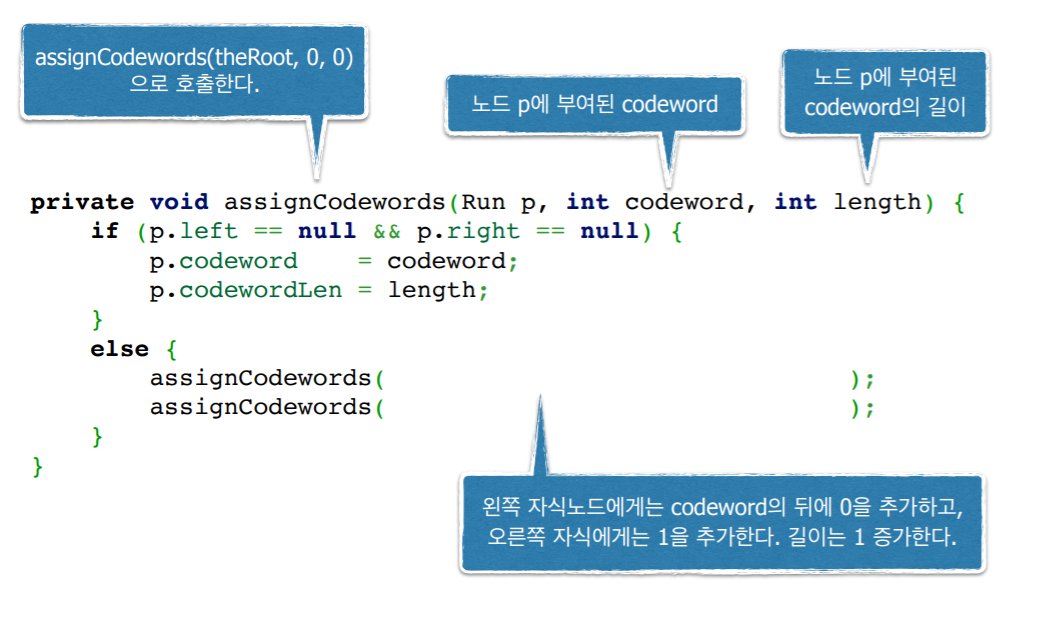 assignCodewords(theRoot, 0, 0)
으로 호출한다.
노드 p에 부여된 codeword
노드 p에 부여된
codeword의 길이
private void assignCodewords(Run p, int codeword, int length) {
    if (p.left == null && p.right == null) {
        p.codeword    = codeword;
        p.codewordLen = length;
    }
    else {
        assignCodewords(                               );
        assignCodewords(                               );
    }
}
왼쪽 자식노드에게는 codeword의 뒤에 0을 추가하고,
오른쪽 자식에게는 1을 추가한다. 길이는 1 증가한다.